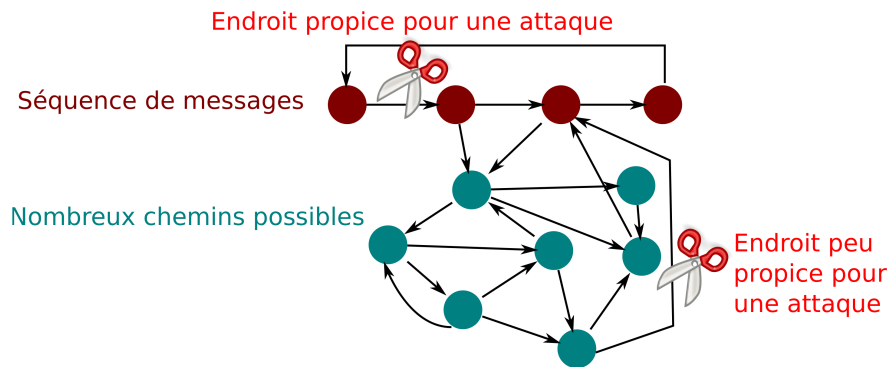 Endroit propice pour une attaque
Séquence de messages
Nombreux chemins possibles
Endroit peu
propice pour
une attaque